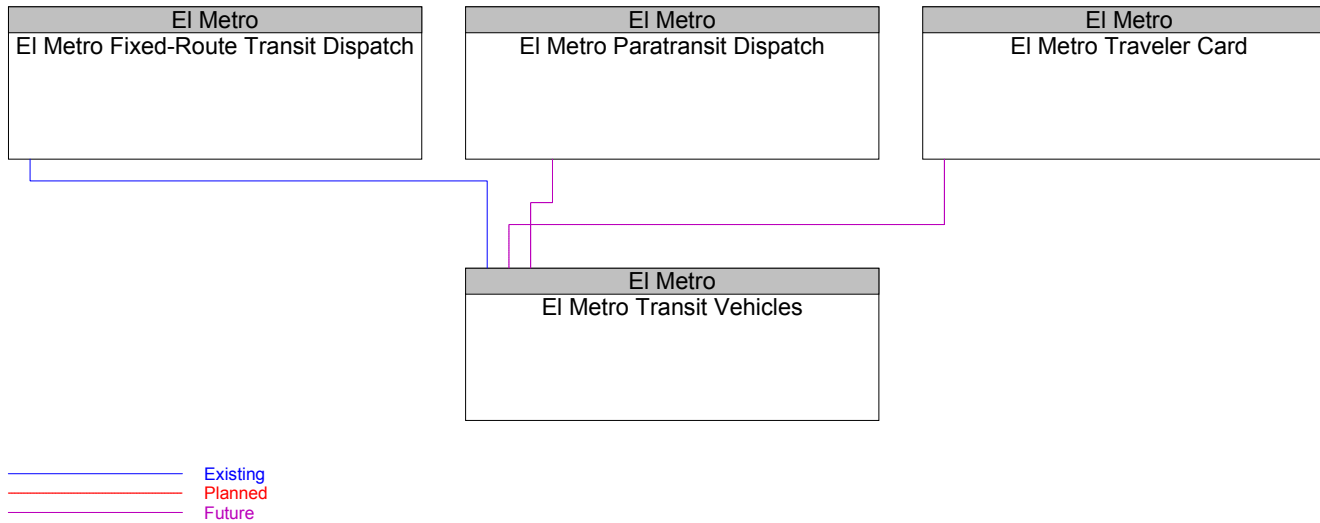 El Metro
El Metro Fixed-Route Transit Dispatch
El Metro
El Metro Paratransit Dispatch
El Metro
El Metro Traveler Card
El Metro
El Metro Transit Vehicles
Existing
Planned
Future